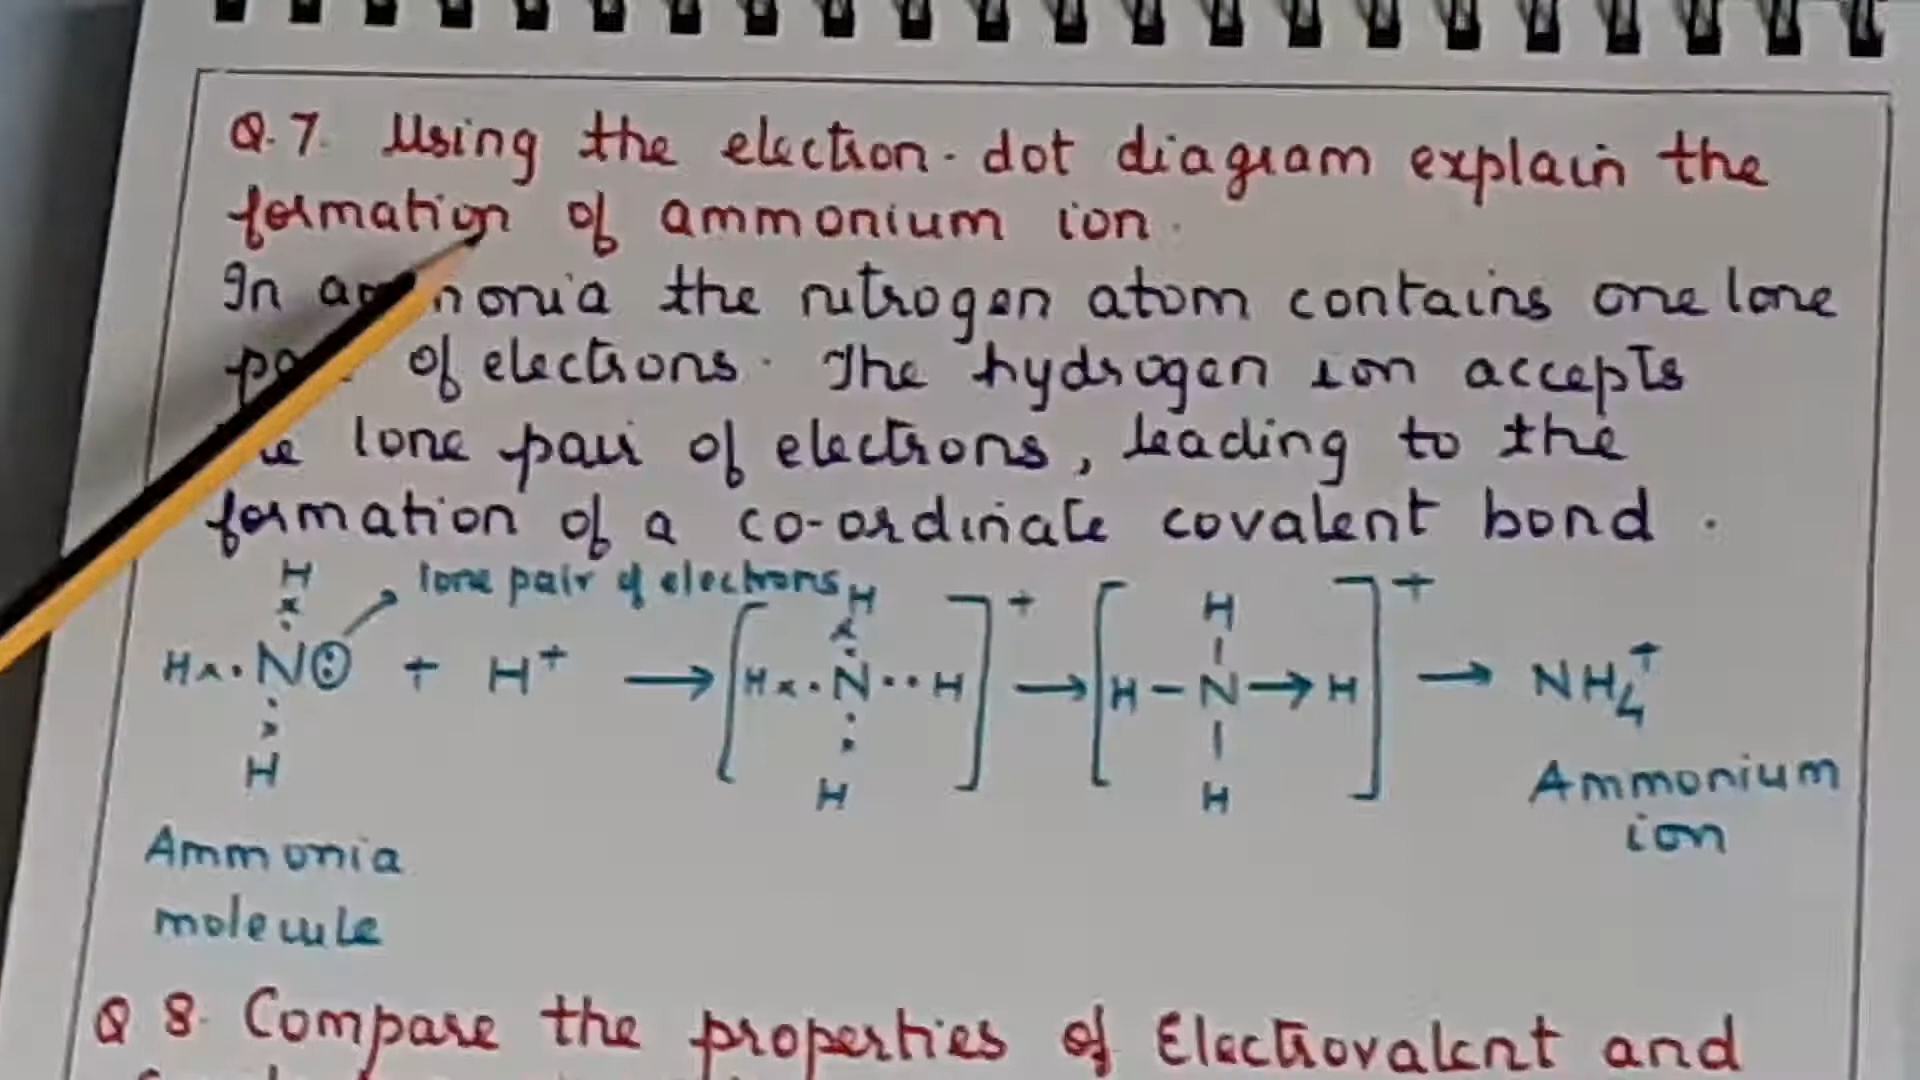 Q.7. Using the electron-dot diagram explain the
formation of ammonium ion.
In ammonia the nitrogen atom contains one lone
of electrons. The hydrogen ion accepts
lone pair of electrons, leading to the
formation of a co-ordinate covalent bond.
lone pair of electrons
H H H
H×·N: + H⁺ → [H×·N··H]⁺ → [H–N→H]⁺ → NH₄⁺
H H H
Ammonium
ion
Ammonia
molecule
Q 8. Compare the properties of Electrovalent and